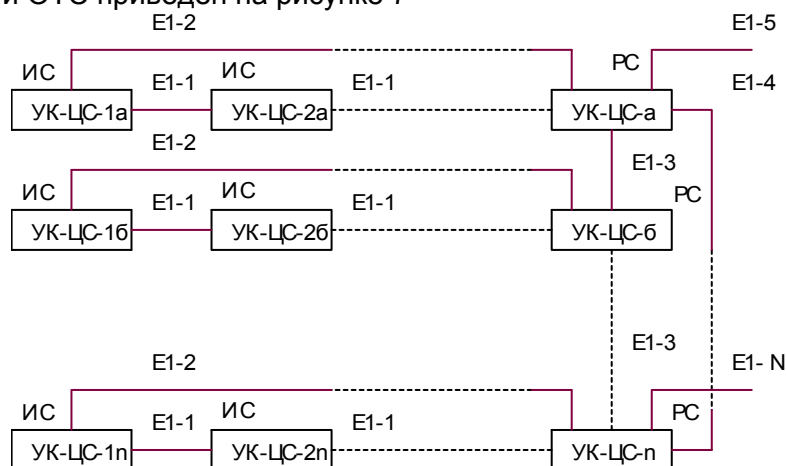 ОТС приведен на рисунке 7
E1-2 E1-5
ИС E1-1 ИС E1-1 РС E1-4
УК-ЦС-1а УК-ЦС-2а УК-ЦС-а
E1-2 E1-3
ИС E1-1 ИС E1-1 РС
УК-ЦС-1б УК-ЦС-2б УК-ЦС-б
E1-3
E1-2 E1- N
ИС E1-1 ИС E1-1 РС
УК-ЦС-1n УК-ЦС-2n УК-ЦС-n